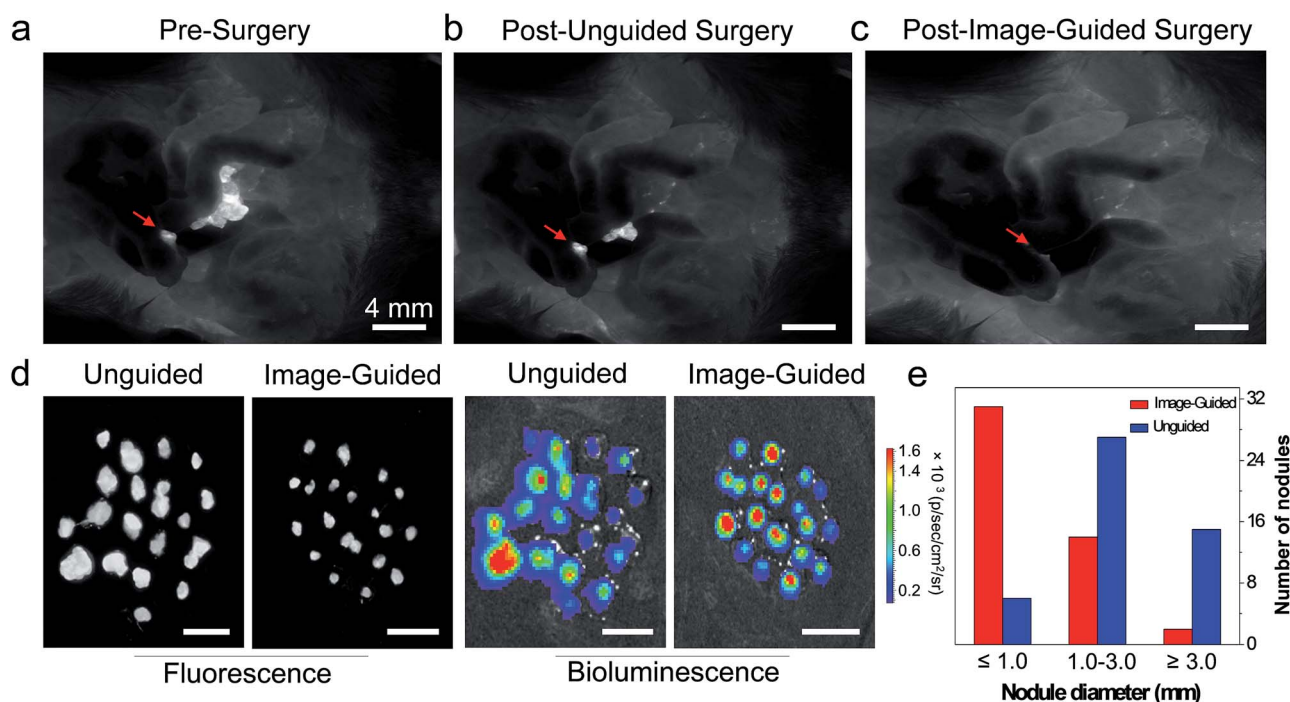 a
Pre-Surgery
b
Post-Unguided Surgery
c
Post-Image-Guided Surgery
4 mm
d
Unguided
Image-Guided
Unguided
Image-Guided
Fluorescence
Bioluminescence
1.6
1.4
1.0
0.6
0.2
× 10 3 (p/sec/cm²/sr)
e
Image-Guided
Unguided
32
24
16
8
0
Number of nodules
≤ 1.0
1.0-3.0
≥ 3.0
Nodule diameter (mm)